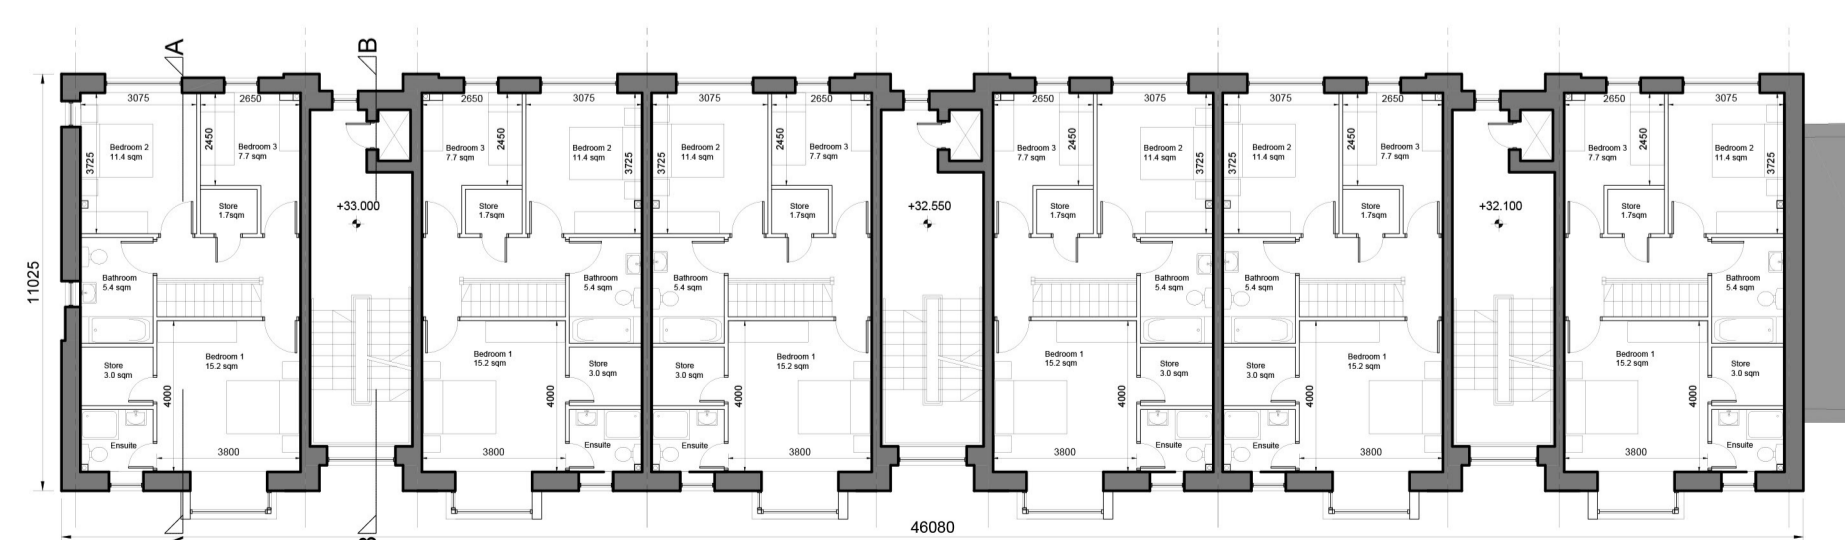 A
B
3075
2650
2650
3075
3075
2650
2650
3075
3075
2650
2650
3075
3725
Bedroom 2
11.4 sqm
2450
Bedroom 3
7.7 sqm
Bedroom 3
7.7 sqm
2450
Bedroom 2
11.4 sqm
3725
3725
Bedroom 2
11.4 sqm
2450
Bedroom 3
7.7 sqm
Bedroom 3
7.7 sqm
2450
Bedroom 2
11.4 sqm
3725
3725
Bedroom 2
11.4 sqm
2450
Bedroom 3
7.7 sqm
Bedroom 3
7.7 sqm
2450
Bedroom 2
11.4 sqm
3725
Store
1.7sqm
+33.000
Store
1.7sqm
Store
1.7sqm
+32.550
Store
1.7sqm
Store
1.7sqm
+32.100
Store
1.7sqm
11025
Bathroom
5.4 sqm
Bathroom
5.4 sqm
Bathroom
5.4 sqm
Bathroom
5.4 sqm
Bathroom
5.4 sqm
Bathroom
5.4 sqm
Store
3.0 sqm
Bedroom 1
15.2 sqm
Bedroom 1
15.2 sqm
Store
3.0 sqm
Store
3.0 sqm
Bedroom 1
15.2 sqm
Bedroom 1
15.2 sqm
Store
3.0 sqm
Store
3.0 sqm
Bedroom 1
15.2 sqm
Bedroom 1
15.2 sqm
Store
3.0 sqm
4000
4000
4000
4000
4000
4000
Ensuite
3800
3800
Ensuite
Ensuite
3800
3800
Ensuite
Ensuite
3800
3800
Ensuite
46080
A
B